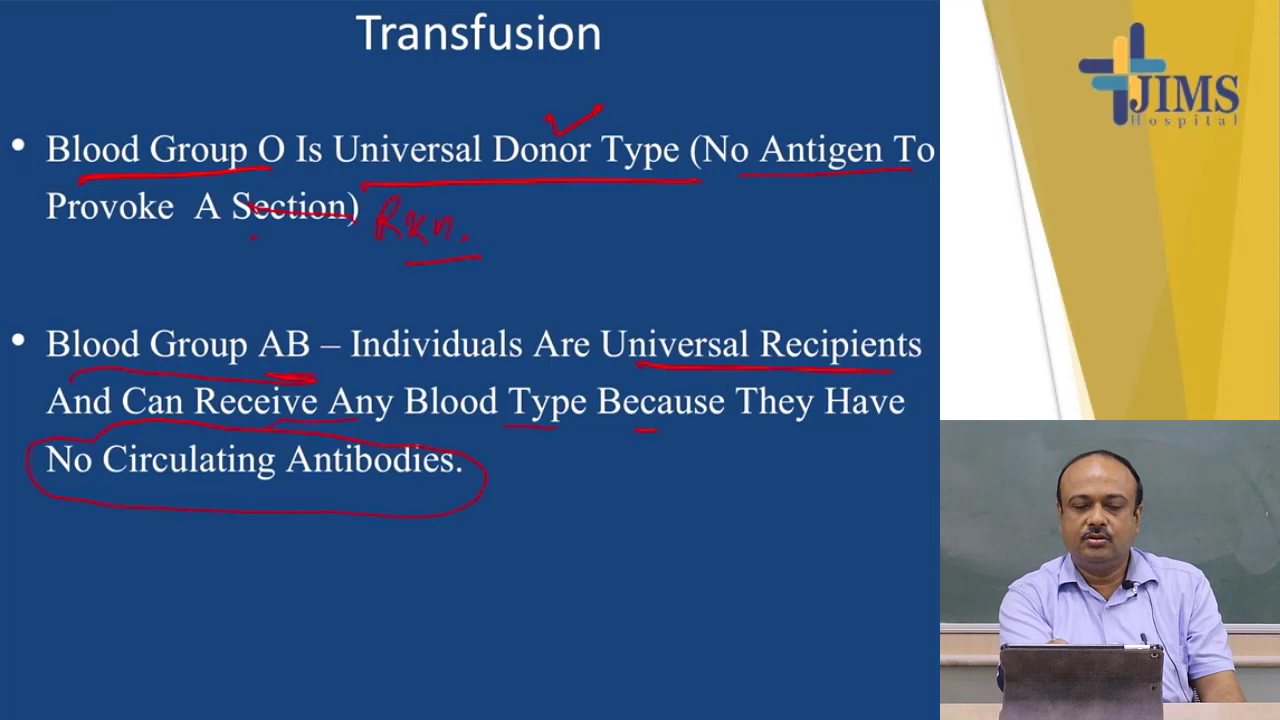 Transfusion
• Blood Group O Is Universal Donor Type (No Antigen To
Provoke A Section)
Rxn.
• Blood Group AB – Individuals Are Universal Recipients
And Can Receive Any Blood Type Because They Have
No Circulating Antibodies.
JIMS
Hospital